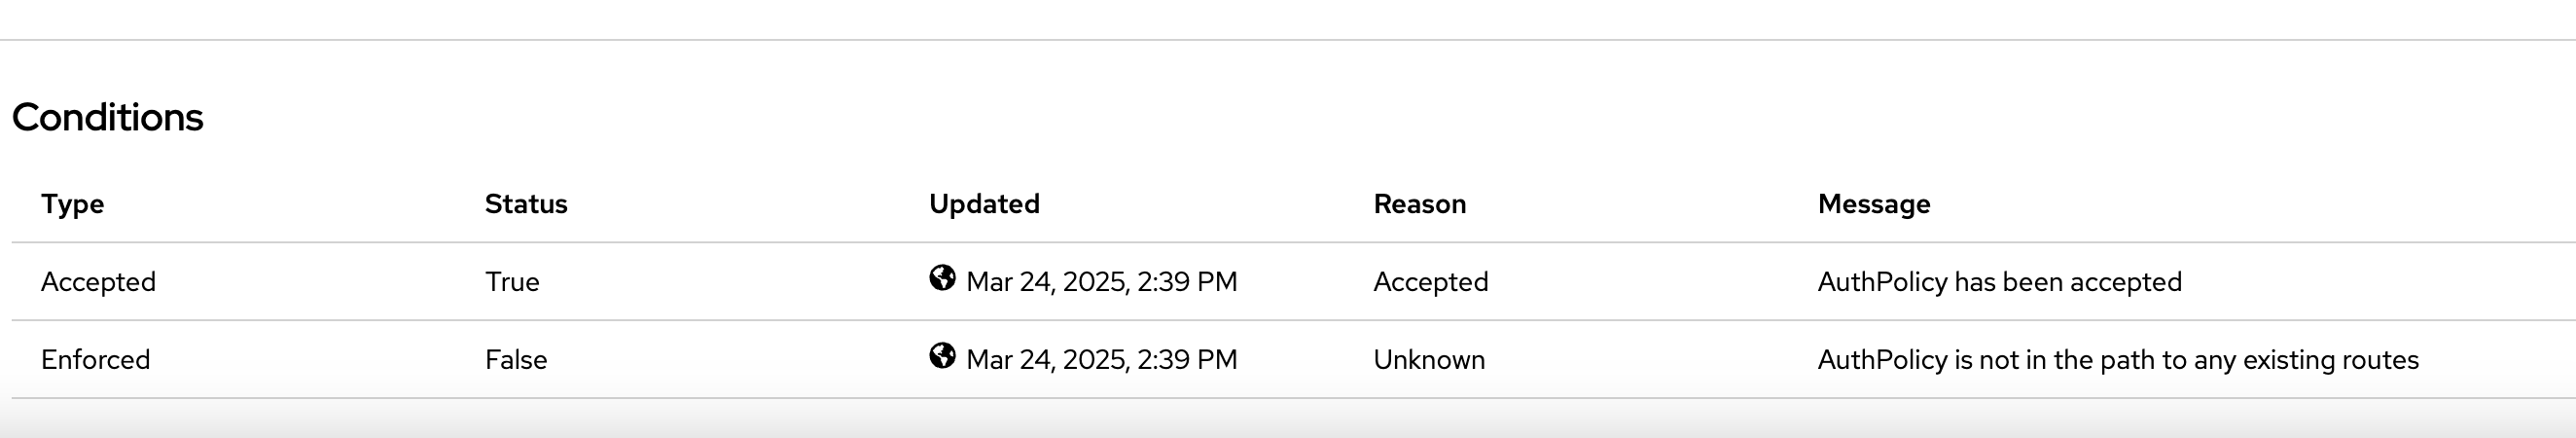 Conditions
Type Status Updated Reason Message
Accepted True Mar 24, 2025, 2:39 PM Accepted AuthPolicy has been accepted
Enforced False Mar 24, 2025, 2:39 PM Unknown AuthPolicy is not in the path to any existing routes